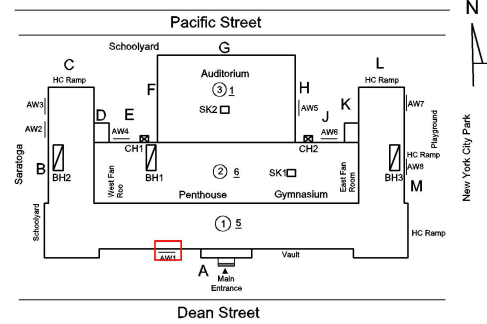 Pacific Street
N
Schoolyard
G
C
L
HC Ramp
Auditorium
HC Ramp
3 1
F
H
SK2
AW3
AW5
AW7
D
E
J
K
AW2
AW4
AW6
CH1
CH2
Playground
New York City Park
Saratoga
B
BH2
West Fan
Roo
BH1
2 6
SK1
East Fan
Room
BH3
HC Ramp
AW8
M
Penthouse
Gymnasium
Schoolyard
1 5
HC Ramp
AW1
A
Vault
Main
Entrance
Dean Street